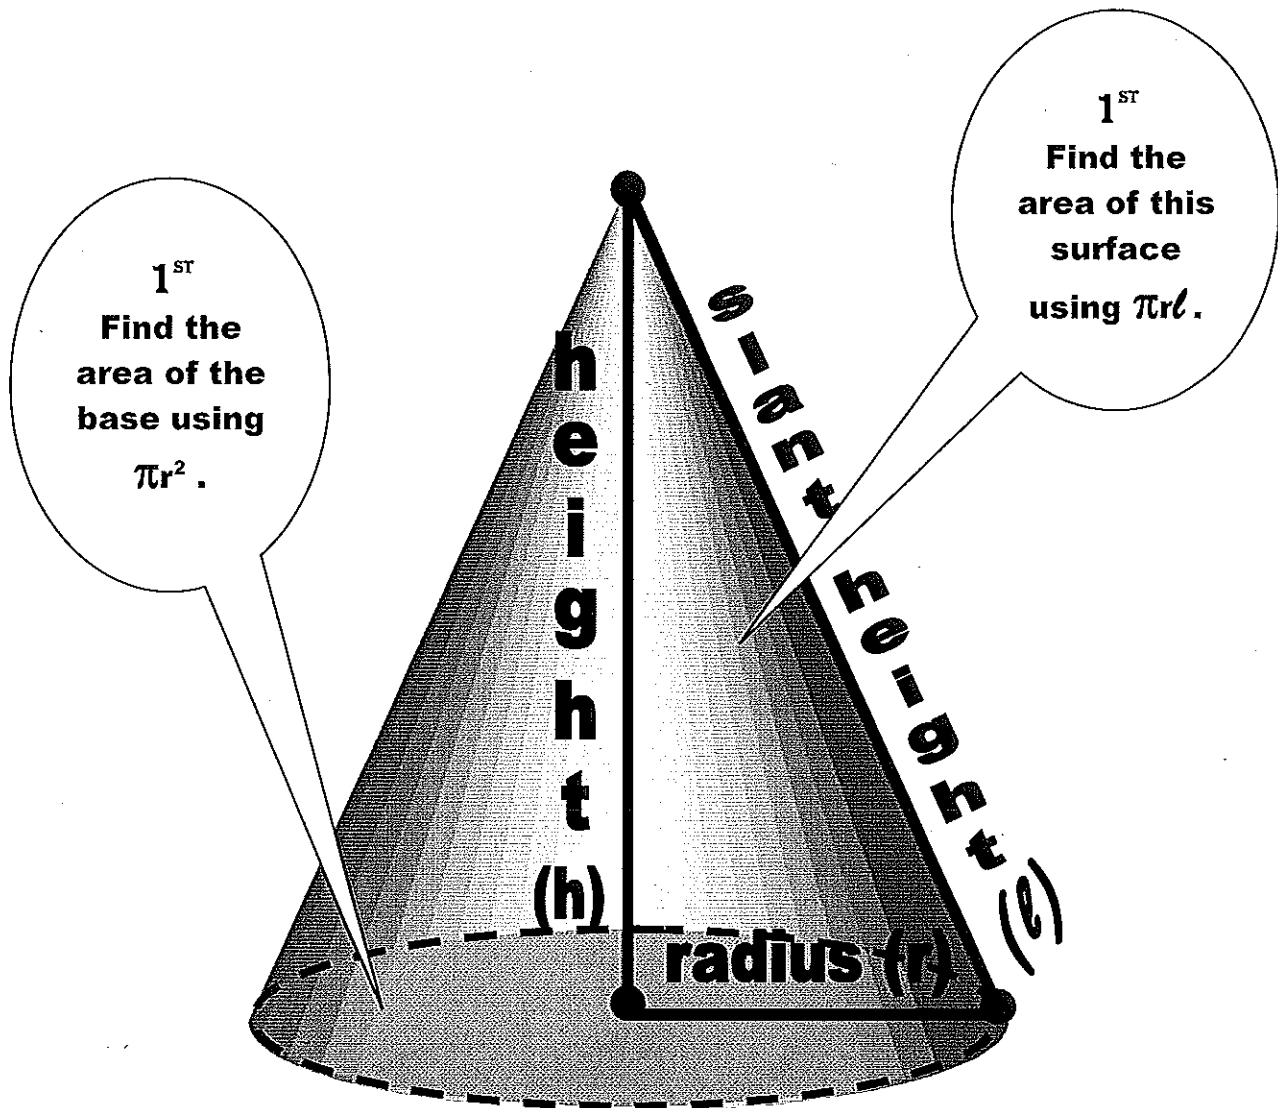 1ST
Find the
area of this
surface
using πrℓ.
1ST
Find the
area of the
base using
πr².
height
(h)
slant height (ℓ)
radius (r)